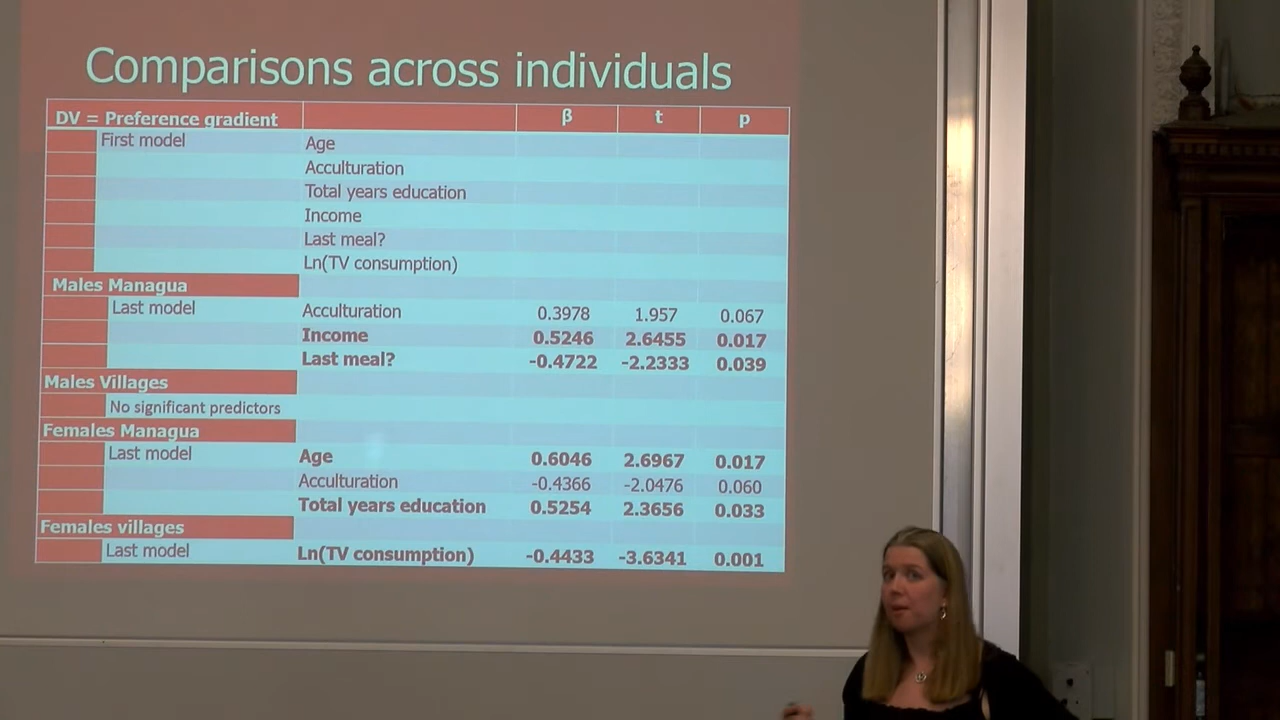 Comparisons across individuals
DV = Preference gradient β t p
First model Age
Acculturation
Total years education
Income
Last meal?
Ln(TV consumption)
Males Managua
Last model Acculturation 0.3978 1.957 0.067
Income 0.5246 2.6455 0.017
Last meal? -0.4722 -2.2333 0.039
Males Villages
No significant predictors
Females Managua
Last model Age 0.6046 2.6967 0.017
Acculturation -0.4366 -2.0476 0.060
Total years education 0.5254 2.3656 0.033
Females villages
Last model Ln(TV consumption) -0.4433 -3.6341 0.001